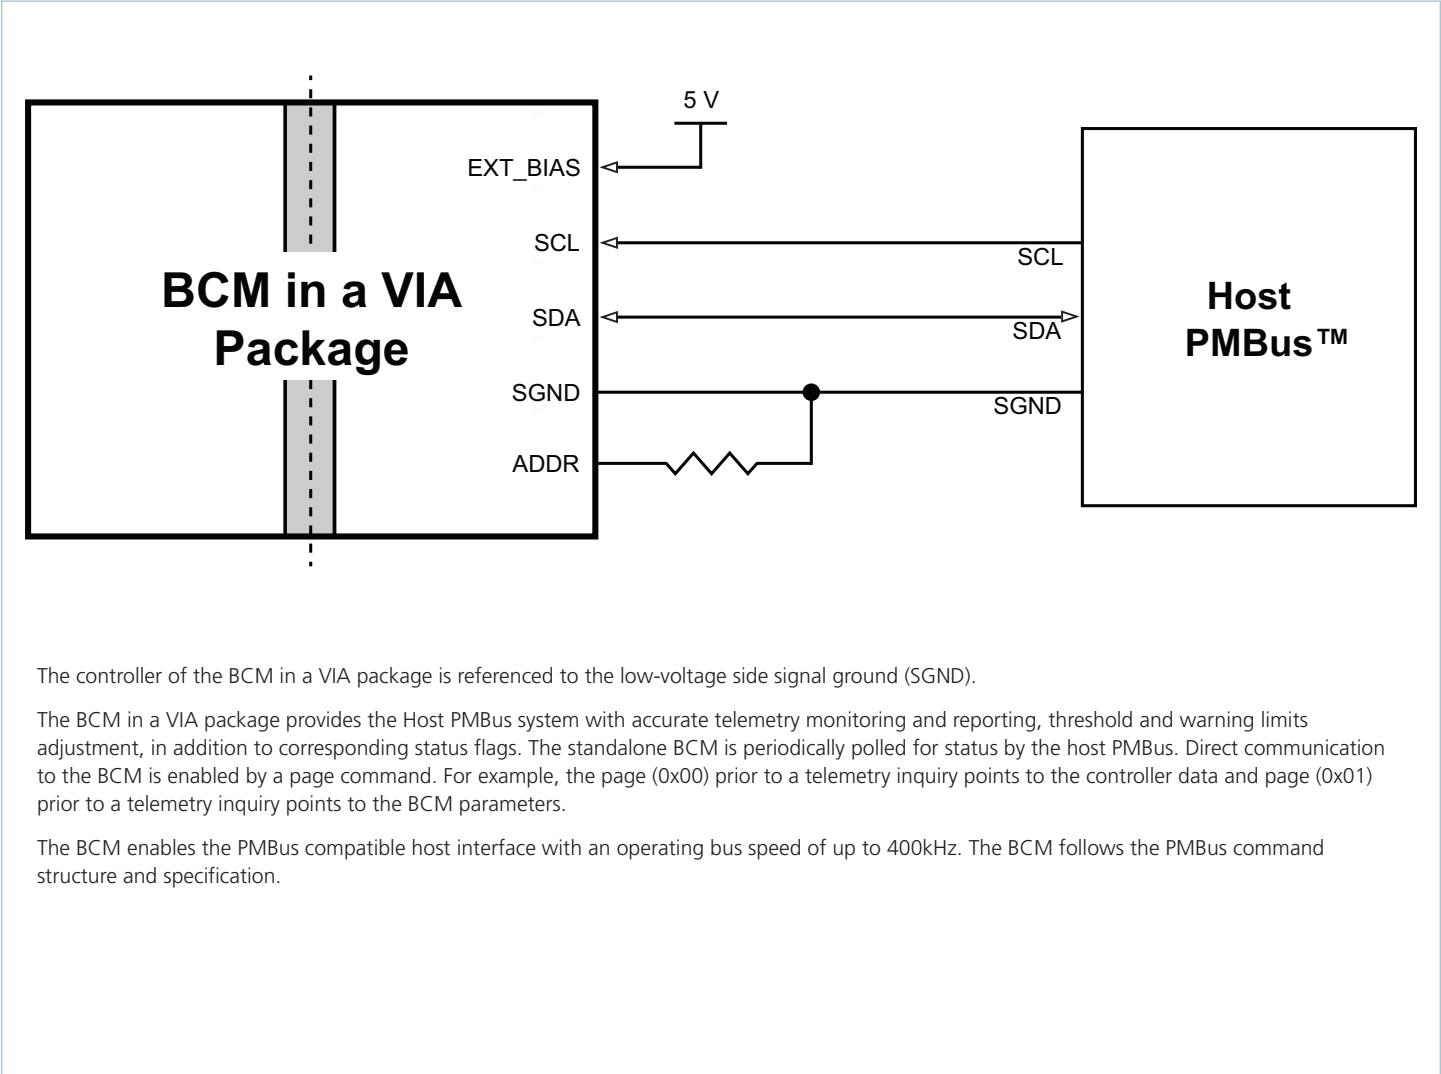 5 V
EXT_BIAS
SCL
SCL
BCM in a VIA
Package
SDA
SDA
Host
PMBus™
SGND
SGND
ADDR
The controller of the BCM in a VIA package is referenced to the low-voltage side signal ground (SGND).
The BCM in a VIA package provides the Host PMBus system with accurate telemetry monitoring and reporting, threshold and warning limits
adjustment, in addition to corresponding status flags. The standalone BCM is periodically polled for status by the host PMBus. Direct communication
to the BCM is enabled by a page command. For example, the page (0x00) prior to a telemetry inquiry points to the controller data and page (0x01)
prior to a telemetry inquiry points to the BCM parameters.
The BCM enables the PMBus compatible host interface with an operating bus speed of up to 400kHz. The BCM follows the PMBus command
structure and specification.